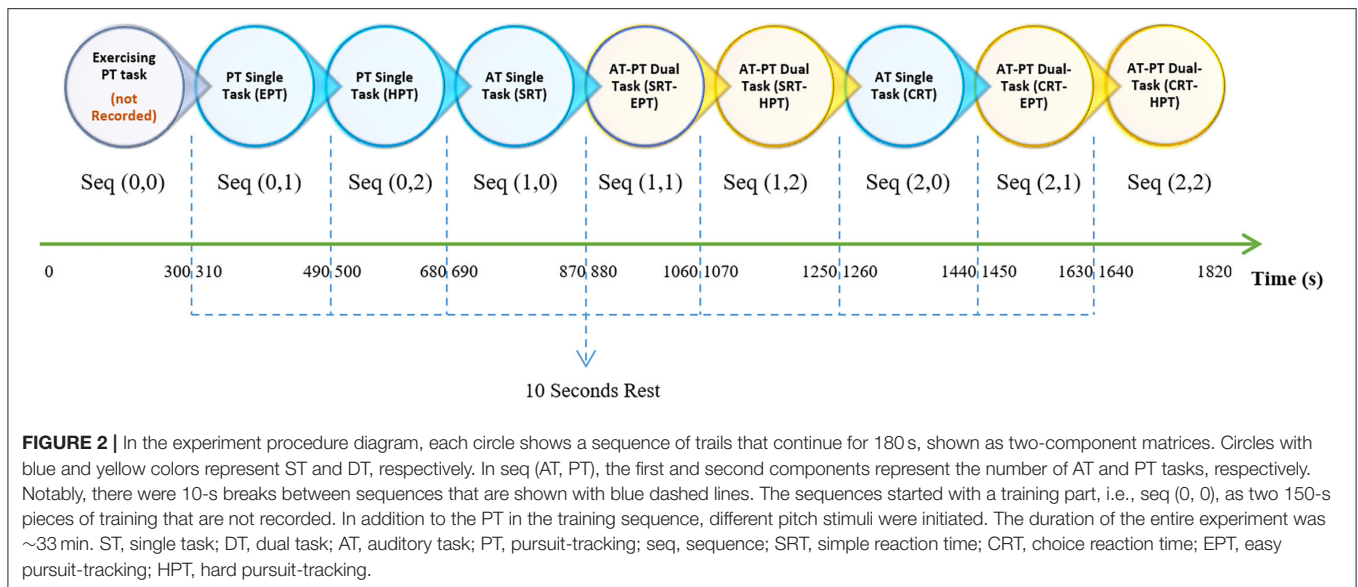 Exercising
PT task
(not
Recorded)
PT Single
Task (EPT)
PT Single
Task (HPT)
AT Single
Task (SRT)
AT-PT Dual
Task (SRT-
EPT)
AT-PT Dual
Task (SRT-
HPT)
AT Single
Task (CRT)
AT-PT Dual-
Task (CRT-
EPT)
AT-PT Dual-
Task (CRT-
HPT)
Seq (0,0) Seq (0,1) Seq (0,2) Seq (1,0) Seq (1,1) Seq (1,2) Seq (2,0) Seq (2,1) Seq (2,2)
0 300 310 490 500 680 690 870 880 1060 1070 1250 1260 1440 1450 1630 1640 1820 Time (s)
10 Seconds Rest
FIGURE 2 | In the experiment procedure diagram, each circle shows a sequence of trails that continue for 180 s, shown as two-component matrices. Circles with
blue and yellow colors represent ST and DT, respectively. In seq (AT, PT), the first and second components represent the number of AT and PT tasks, respectively.
Notably, there were 10-s breaks between sequences that are shown with blue dashed lines. The sequences started with a training part, i.e., seq (0, 0), as two 150-s
pieces of training that are not recorded. In addition to the PT in the training sequence, different pitch stimuli were initiated. The duration of the entire experiment was
~33 min. ST, single task; DT, dual task; AT, auditory task; PT, pursuit-tracking; seq, sequence; SRT, simple reaction time; CRT, choice reaction time; EPT, easy
pursuit-tracking; HPT, hard pursuit-tracking.